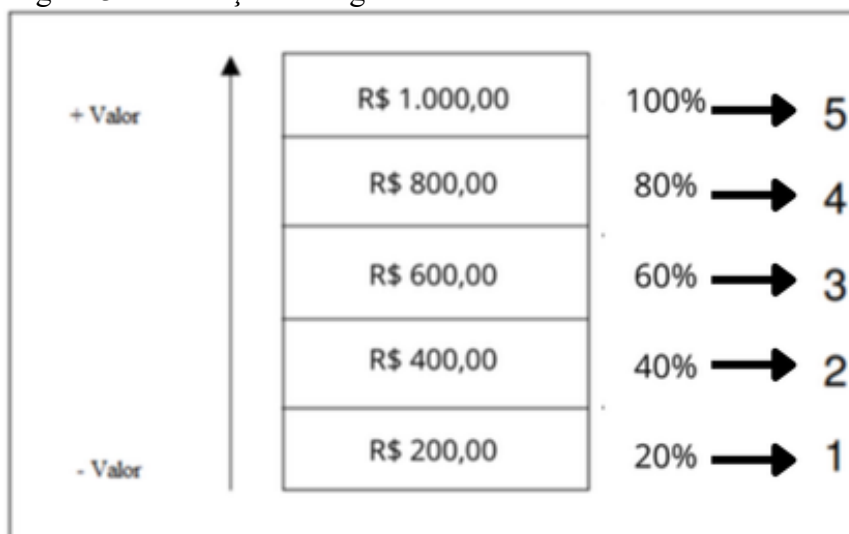 + Valor
R$ 1.000,00 100% 5
R$ 800,00 80% 4
R$ 600,00 60% 3
R$ 400,00 40% 2
- Valor
R$ 200,00 20% 1